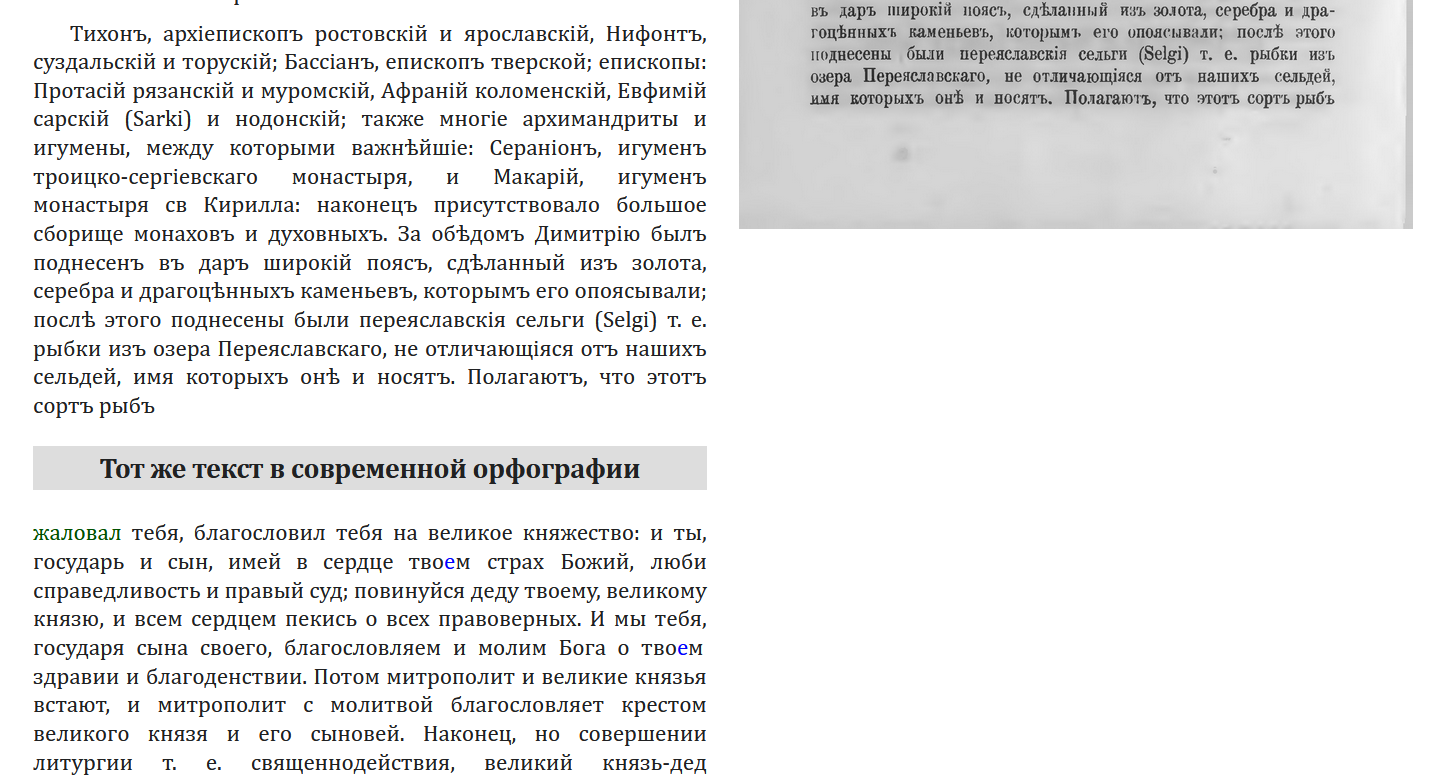 Тихонъ, архіепископъ ростовскій и ярославскій, Нифонтъ,
суздальскій и торускій; Бассіанъ, епископъ тверской; епископы:
Протасій рязанскій и муромскій, Афраній коломенскій, Евфимій
сарскій (Sarki) и нодонскій; также многіе архимандриты и
игумены, между которыми важнѣйшіе: Сераніонъ, игуменъ
троицко-сергіевскаго монастыря, и Макарій, игуменъ
монастыря св Кирилла: наконецъ присутствовало большое
сборище монаховъ и духовныхъ. За обѣдомъ Димитрію былъ
поднесенъ въ даръ широкій поясъ, сдѣланный изъ золота,
серебра и драгоцѣнныхъ каменьевъ, которымъ его опоясывали;
послѣ этого поднесены были переяславскія сельги (Selgi) т. е.
рыбки изъ озера Переяславскаго, не отличающіяся отъ нашихъ
сельдей, имя которыхъ онѣ и носятъ. Полагаютъ, что этотъ
сортъ рыбъ
Тот же текст в современной орфографии
жаловал тебя, благословил тебя на великое княжество: и ты,
государь и сын, имей в сердце твоем страх Божий, люби
справедливость и правый суд; повинуйся деду твоему, великому
князю, и всем сердцем пекись о всех правоверных. И мы тебя,
государя сына своего, благословляем и молим Бога о твоем
здравии и благоденствии. Потом митрополит и великие князья
встают, и митрополит с молитвой благословляет крестом
великого князя и его сыновей. Наконец, но совершении
литургии т. е. священнодействия, великий князь-дед
въ даръ широкій поясъ, сдѣланный изъ золота, серебра и дра-
гоцѣнныхъ каменьевъ, которымъ его опоясывали; послѣ этого
поднесены были переяславскія сельги (Selgi) т. е. рыбки изъ
озера Переяславскаго, не отличающіяся отъ нашихъ сельдей,
имя которыхъ онѣ и носятъ. Полагаютъ, что этотъ сортъ рыбъ